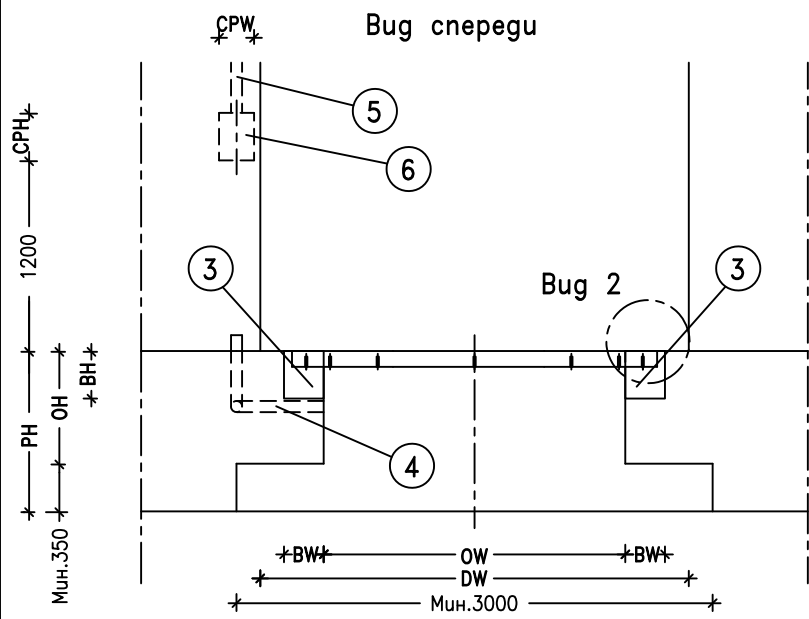 CPW
Вид спереди
5
CPH
6
1200
3
Вид 2
3
BH
OH
PH
4
Мин.350
BW
OW
BW
DW
Мин.3000